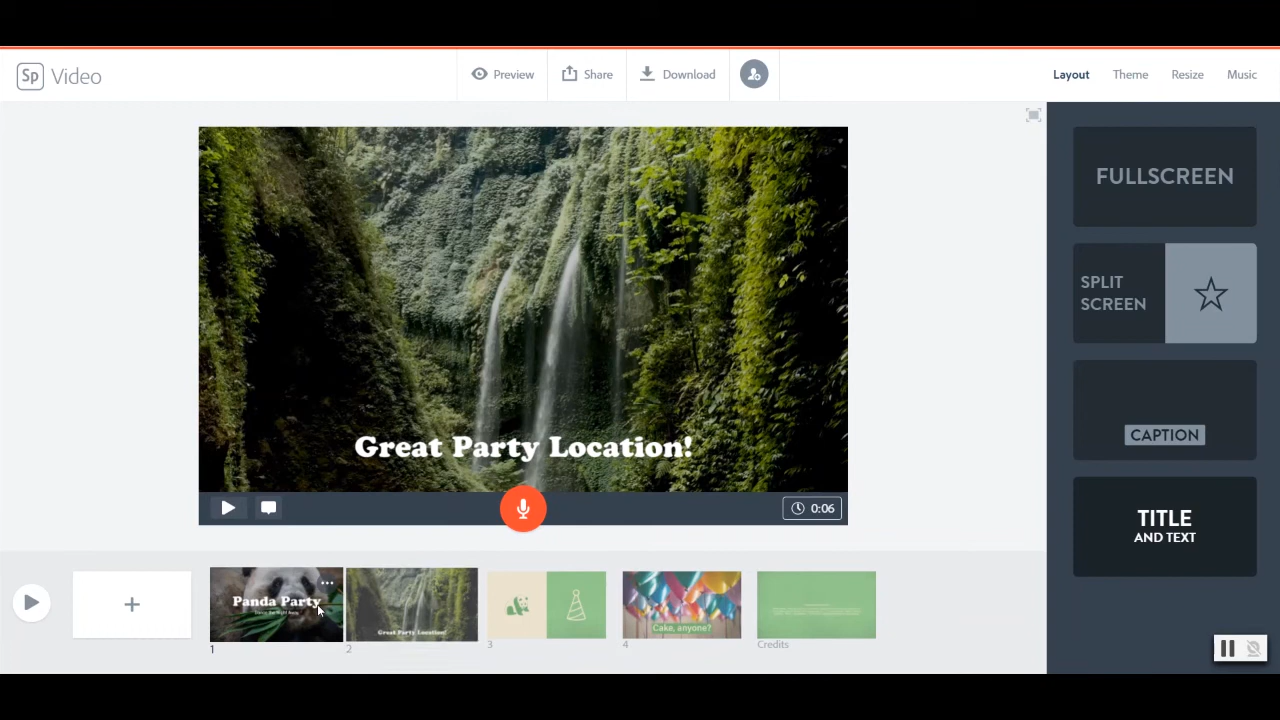 Sp Video
Preview
Share
Download
Layout
Theme
Resize
Music
Great Party Location!
0:06
FULLSCREEN
SPLIT
SCREEN
CAPTION
TITLE
AND TEXT
+
Panda Party
Great Party Location!
Cake, anyone?
1
2
3
4
Credits